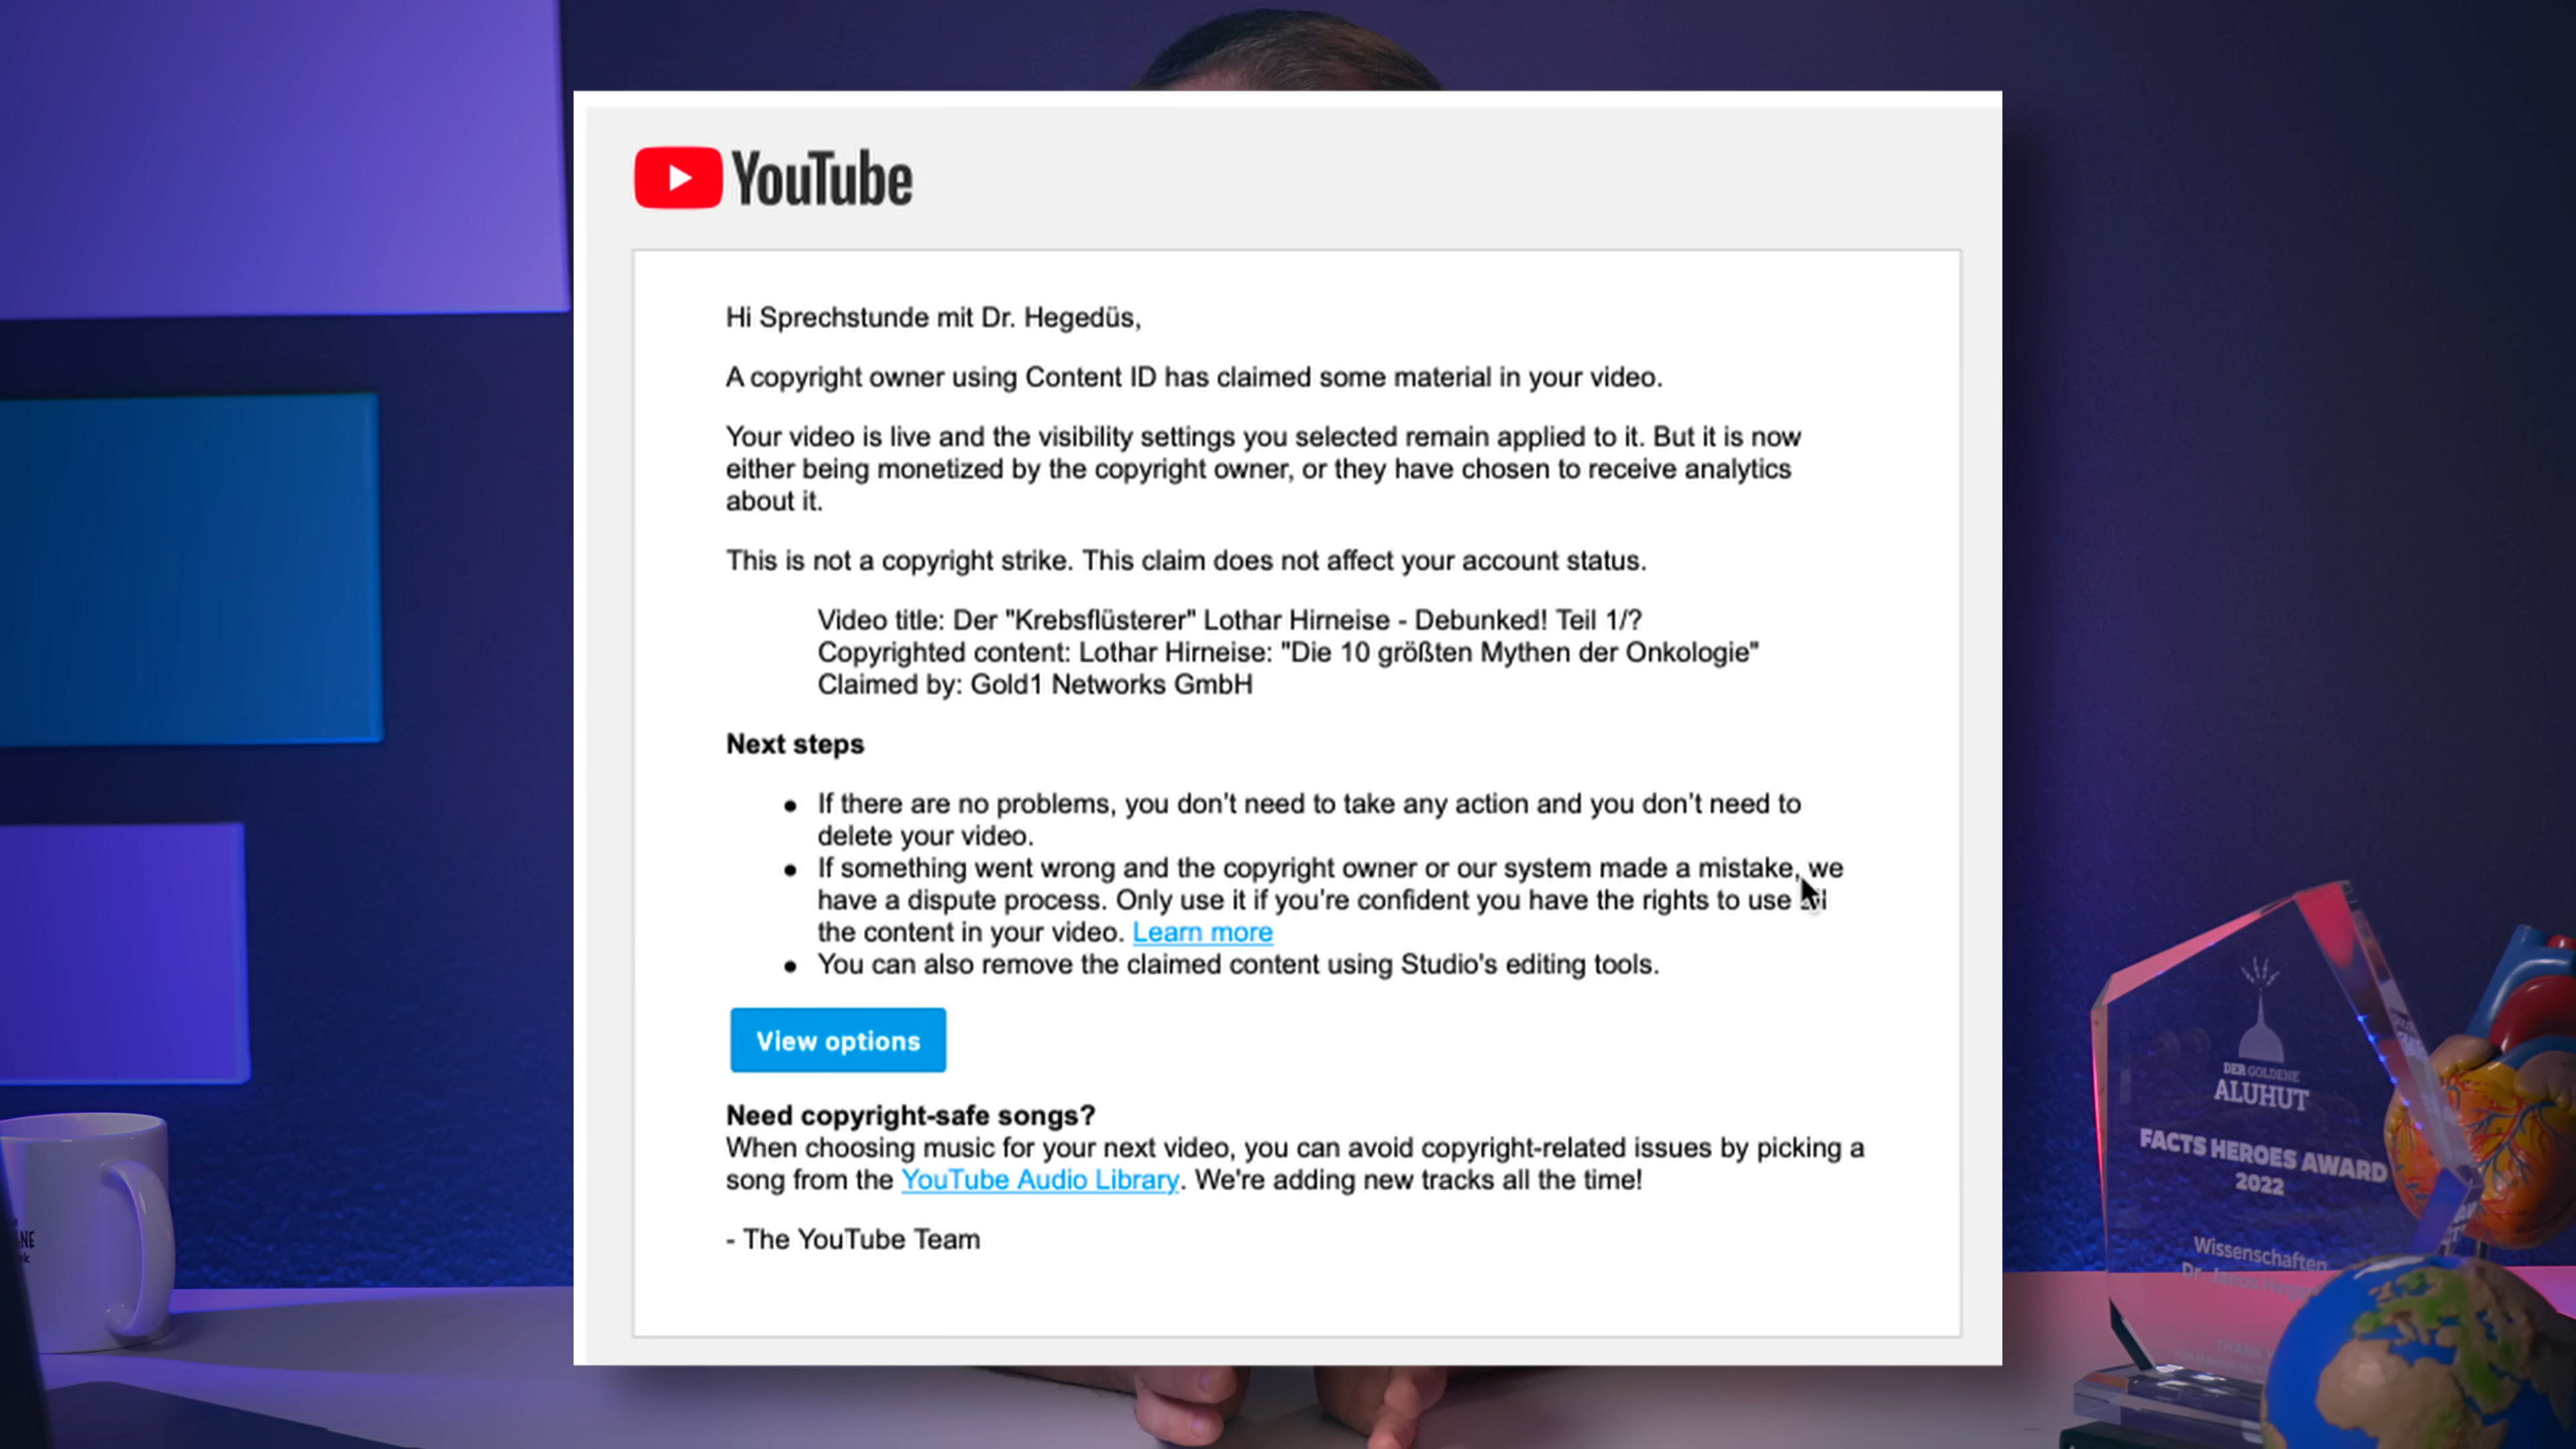 YouTube
Hi Sprechstunde mit Dr. Hegedüs,
A copyright owner using Content ID has claimed some material in your video.
Your video is live and the visibility settings you selected remain applied to it. But it is now
either being monetized by the copyright owner, or they have chosen to receive analytics
about it.
This is not a copyright strike. This claim does not affect your account status.
Video title: Der "Krebsflüsterer" Lothar Hirneise - Debunked! Teil 1/?
Copyrighted content: Lothar Hirneise: "Die 10 größten Mythen der Onkologie"
Claimed by: Gold1 Networks GmbH
Next steps
● If there are no problems, you don't need to take any action and you don't need to
delete your video.
● If something went wrong and the copyright owner or our system made a mistake, we
have a dispute process. Only use it if you're confident you have the rights to use
the content in your video. Learn more
● You can also remove the claimed content using Studio's editing tools.
View options
Need copyright-safe songs?
When choosing music for your next video, you can avoid copyright-related issues by picking a
song from the YouTube Audio Library. We're adding new tracks all the time!
- The YouTube Team
DER GOLDENE
ALUHUT
FACTS HEROES AWARD
2022
Wissenschaften
Dr.